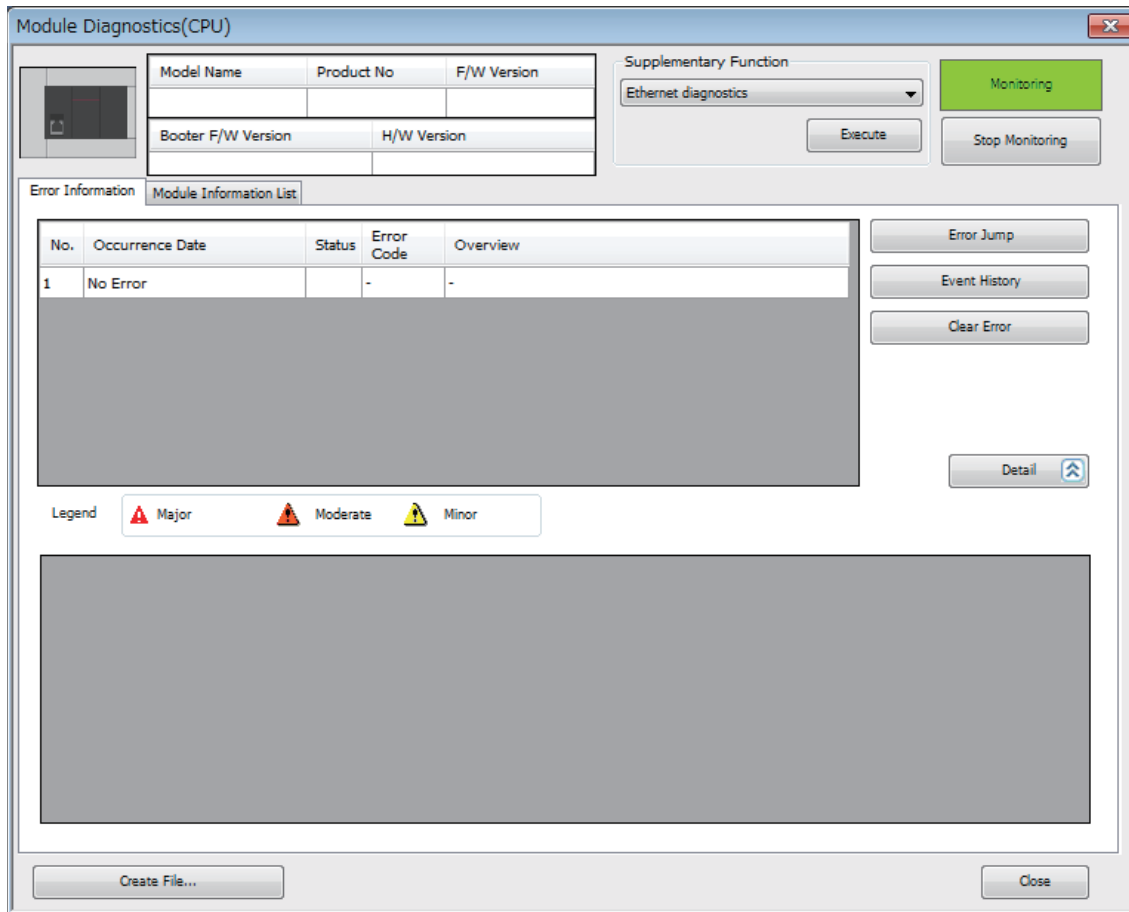 Module Diagnostics(CPU)
Model Name Product No F/W Version
Booter F/W Version H/W Version
Supplementary Function
Ethernet diagnostics
Execute
Monitoring
Stop Monitoring
Error Information Module Information List
No. Occurrence Date Status Error Code Overview
1 No Error - -
Error Jump
Event History
Clear Error
Detail
Legend Major Moderate Minor
Create File... Close